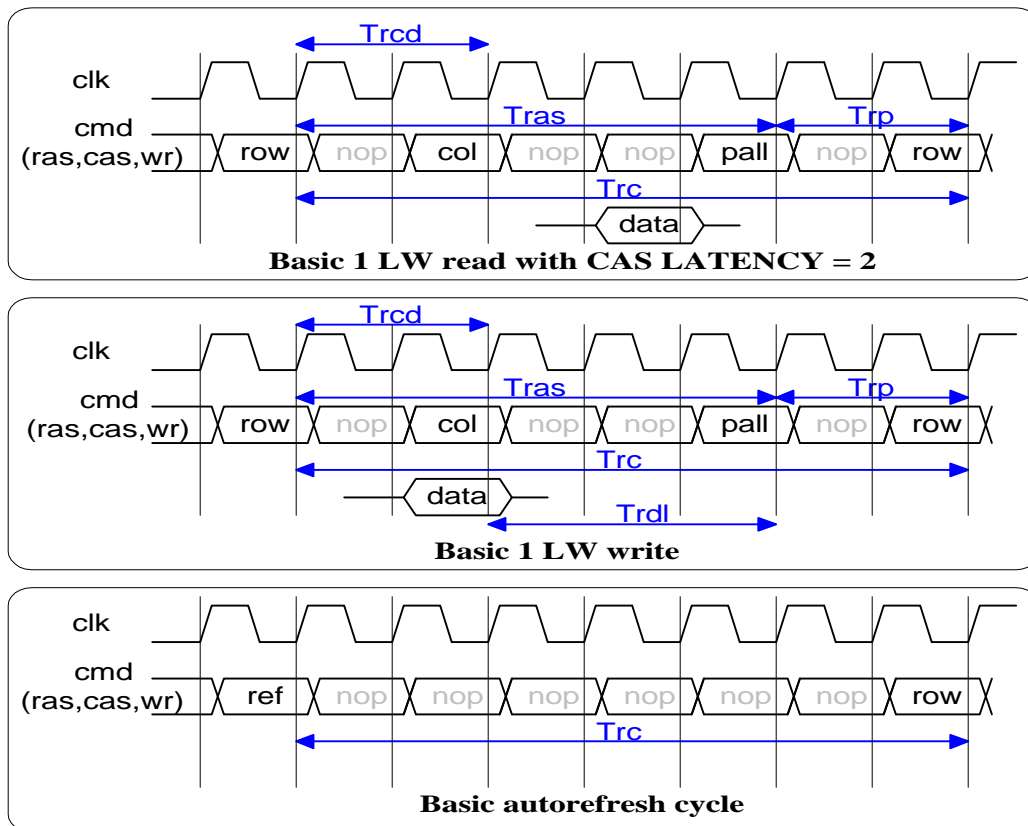 Trcd
clk
Tras Trp
cmd
(ras,cas,wr) row nop col nop nop pall nop row
Trc
data
Basic 1 LW read with CAS LATENCY = 2
Trcd
clk
Tras Trp
cmd
(ras,cas,wr) row nop col nop nop pall nop row
Trc
data
Trdl
Basic 1 LW write
clk
cmd
(ras,cas,wr) ref nop nop nop nop nop nop row
Trc
Basic autorefresh cycle